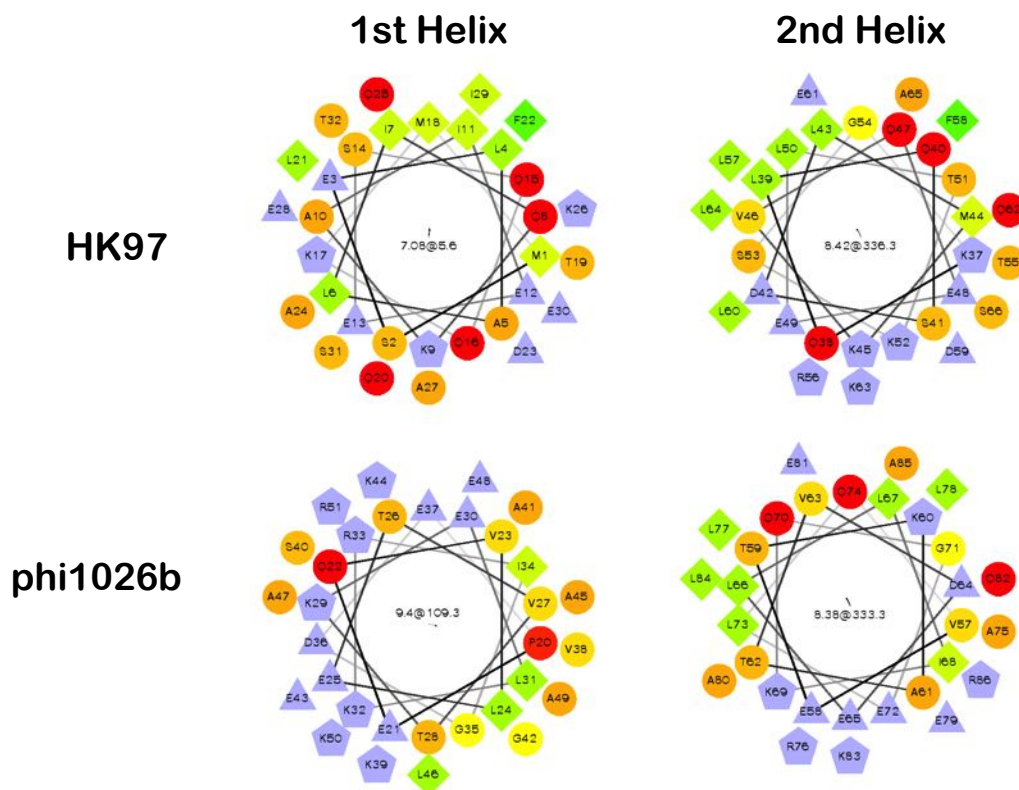 1st Helix
2nd Helix
HK97
Q25
I29
T32
I7
M18
I11
F22
S14
L4
L21
E3
Q15
E28
K26
A10
Q8
7.08@5.6
K17
M1
T19
L6
E12
E30
A24
E13
A5
S31
S2
K9
Q16
D23
Q20
A27
E61
A65
L43
G54
Q47
F58
L50
Q40
L57
L39
T51
L64
V46
M44
Q62
8.42@336.3
S53
K37
T55
D42
E48
L60
E49
S41
S66
Q38
K45
K52
D59
R56
K63
phi1026b
K44
E48
R51
T26
E37
E30
A41
R33
V23
S40
Q22
I34
A47
K29
V27
A45
9.4@109.3
D36
P20
V38
E25
L31
E43
K32
L24
A49
E21
T28
G35
K50
G42
K39
L46
E81
A85
V63
Q74
L67
L78
Q70
K60
L77
T59
G71
L84
L66
D64
Q82
8.38@333.3
L73
V57
A75
T62
I68
A80
K69
A61
R86
E58
E65
E72
E79
R76
K83